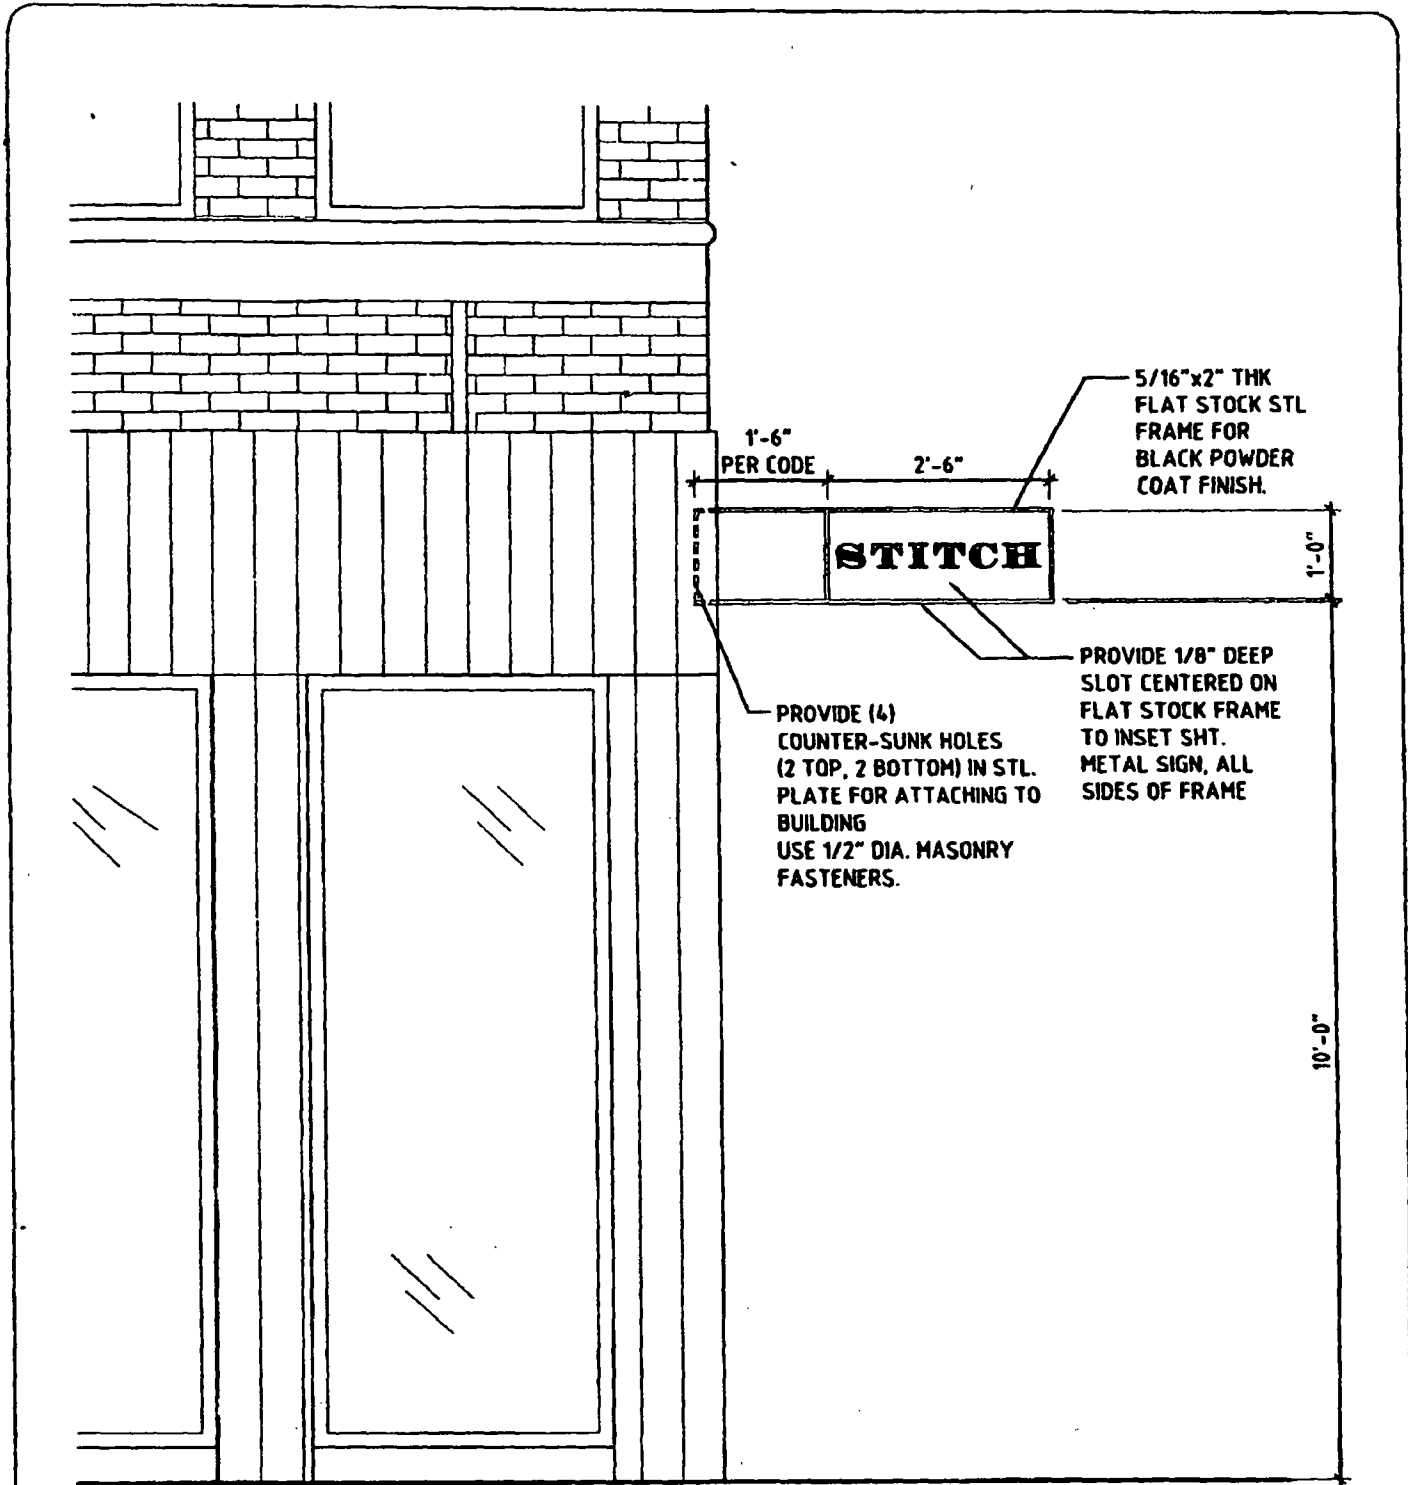 5/16"x2" THK
FLAT STOCK STL
FRAME FOR
BLACK POWDER
COAT FINISH.
1'-6"
PER CODE
2'-6"
STITCH
1'-0"
PROVIDE 1/8" DEEP
SLOT CENTERED ON
FLAT STOCK FRAME
TO INSET SHT.
METAL SIGN, ALL
SIDES OF FRAME
PROVIDE (4)
COUNTER-SUNK HOLES
(2 TOP, 2 BOTTOM) IN STL.
PLATE FOR ATTACHING TO
BUILDING
USE 1/2" DIA. MASONRY
FASTENERS.
10'-0"